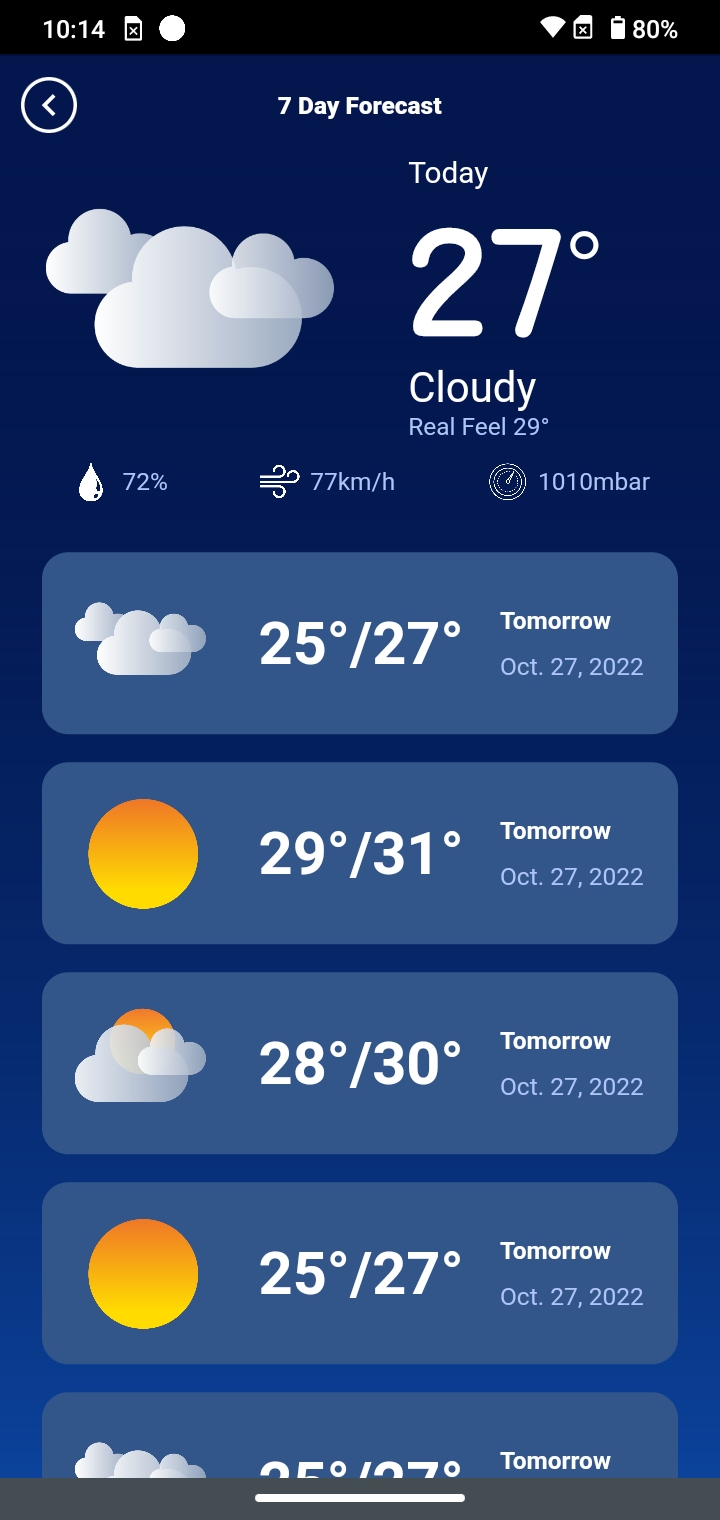 10:14
80%
7 Day Forecast
Today
27°
Cloudy
Real Feel 29°
72%
77km/h
1010mbar
25°/27°
Tomorrow
Oct. 27, 2022
29°/31°
Tomorrow
Oct. 27, 2022
28°/30°
Tomorrow
Oct. 27, 2022
25°/27°
Tomorrow
Oct. 27, 2022
25°/27°
Tomorrow